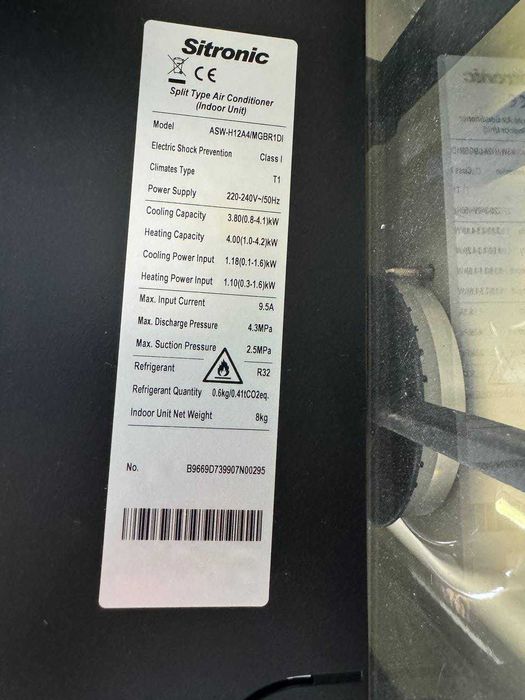 Sitronic
CE
Split Type Air Conditioner
(Indoor Unit)
Model ASW-H12A4/MGBR1DI
Electric Shock Prevention Class I
Climates Type T1
Power Supply 220-240V~/50Hz
Cooling Capacity 3.80(0.8-4.1)kW
Heating Capacity 4.00(1.0-4.2)kW
Cooling Power Input 1.18(0.1-1.6)kW
Heating Power Input 1.10(0.3-1.6)kW
Max. Input Current 9.5A
Max. Discharge Pressure 4.3MPa
Max. Suction Pressure 2.5MPa
Refrigerant R32
Refrigerant Quantity 0.6kg/0.41tCO2eq.
Indoor Unit Net Weight 8kg
No. B9669D739907N00295